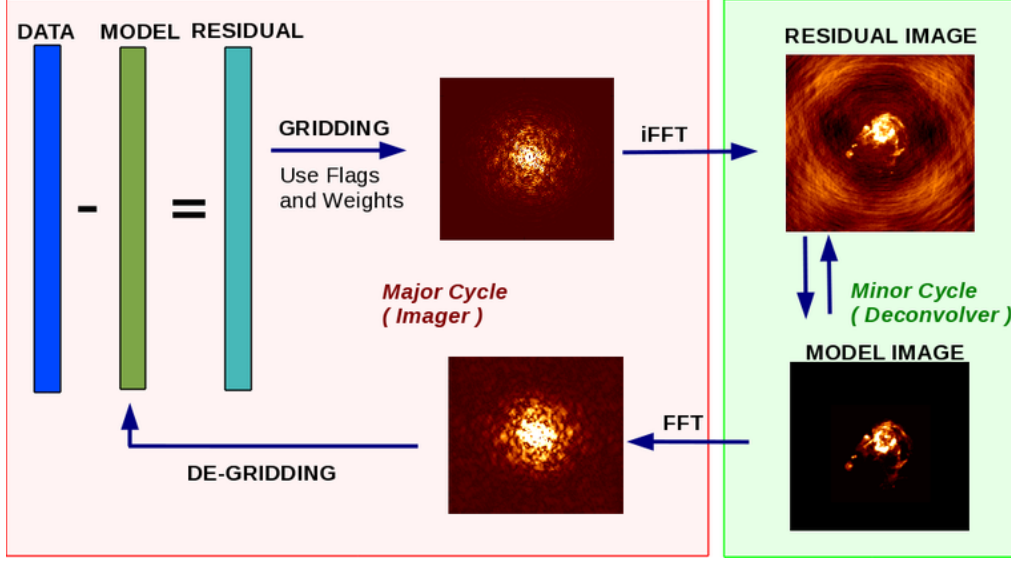 DATA
MODEL
RESIDUAL
-
=
GRIDDING
Use Flags
and Weights
iFFT
RESIDUAL IMAGE
Major Cycle
( Imager )
Minor Cycle
( Deconvolver )
MODEL IMAGE
FFT
DE-GRIDDING